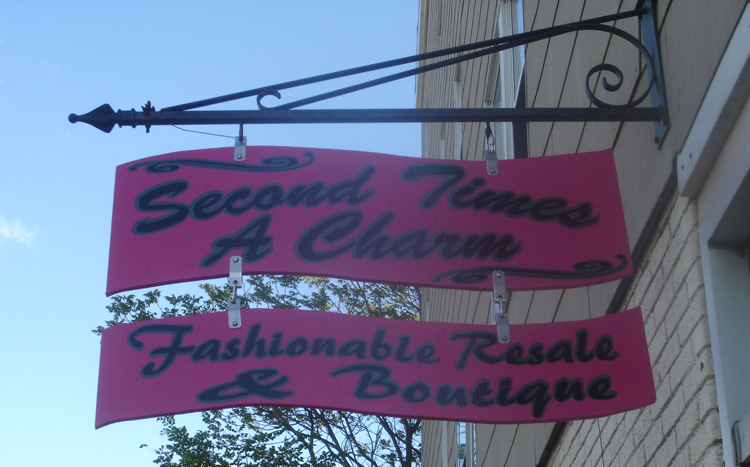 Second Times
A Charm
Fashionable Resale
& Boutique